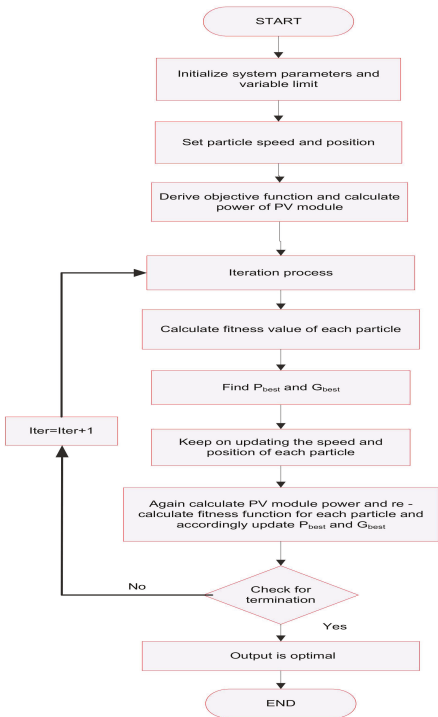 START
Initialize system parameters and
variable limit
Set particle speed and position
Derive objective function and calculate
power of PV module
Iteration process
Calculate fitness value of each particle
Find Pbest and Gbest
Iter=Iter+1
Keep on updating the speed and
position of each particle
Again calculate PV module power and re -
calculate fitness function for each particle and
accordingly update Pbest and Gbest
No
Check for
termination
Yes
Output is optimal
END